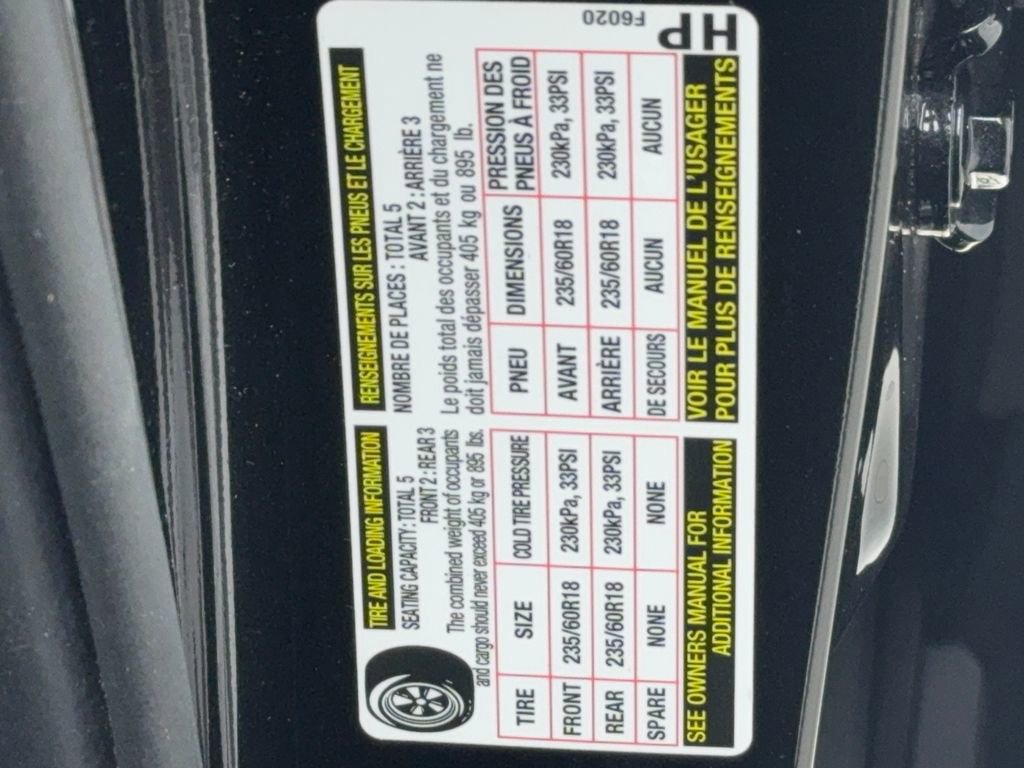 TIRE AND LOADING INFORMATION
SEATING CAPACITY : TOTAL 5
FRONT 2 : REAR 3
The combined weight of occupants
and cargo should never exceed 405 kg or 895 lbs.
TIRE SIZE COLD TIRE PRESSURE
FRONT 235/60R18 230kPa, 33PSI
REAR 235/60R18 230kPa, 33PSI
SPARE NONE NONE
SEE OWNERS MANUAL FOR
ADDITIONAL INFORMATION
RENSEIGNEMENTS SUR LES PNEUS ET LE CHARGEMENT
NOMBRE DE PLACES : TOTAL 5
AVANT 2 : ARRIÈRE 3
Le poids total des occupants et du chargement ne
doit jamais dépasser 405 kg ou 895 lb.
PNEU DIMENSIONS PRESSION DES
PNEUS À FROID
AVANT 235/60R18 230kPa, 33PSI
ARRIÈRE 235/60R18 230kPa, 33PSI
DE SECOURS AUCUN AUCUN
VOIR LE MANUEL DE L'USAGER
POUR PLUS DE RENSEIGNEMENTS
F6020
HP